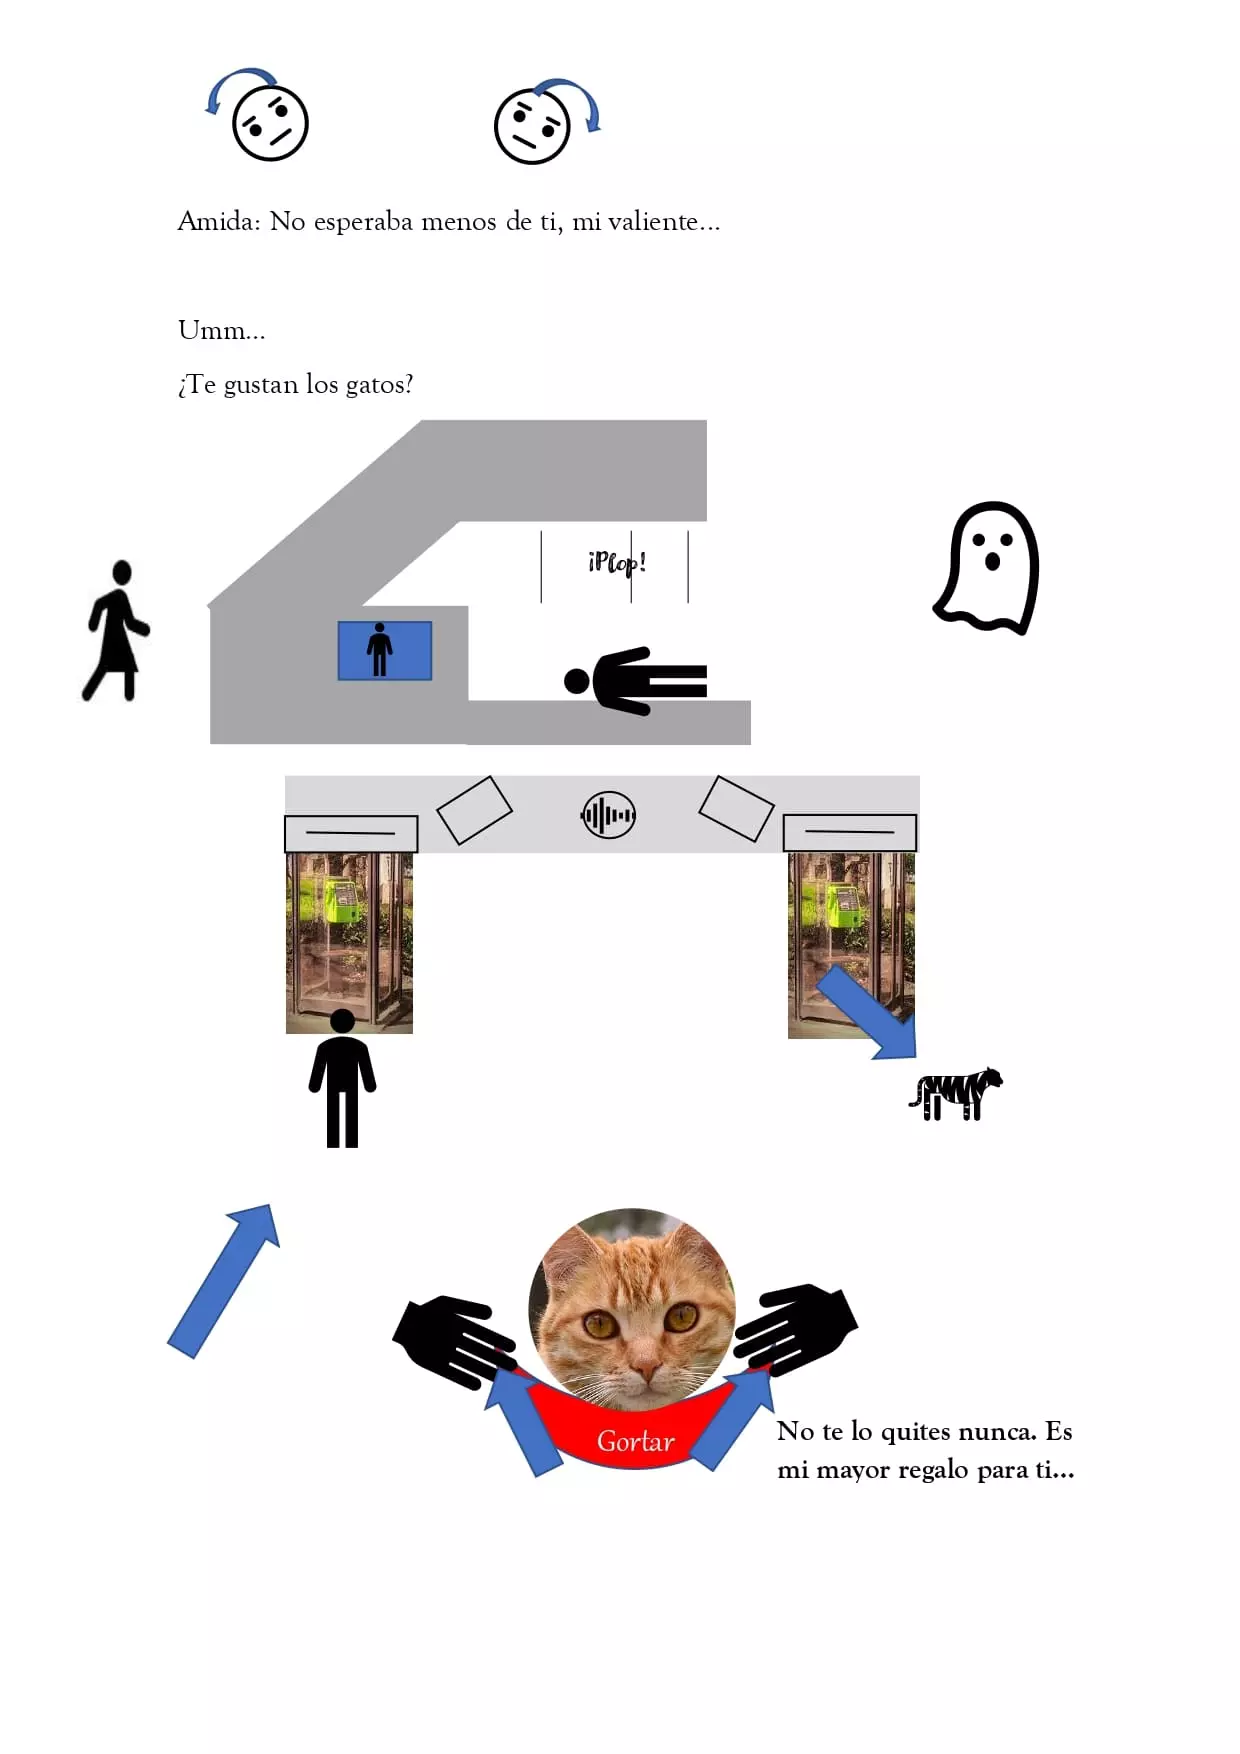 Amida: No esperaba menos de ti, mi valiente...
Umm...
¿Te gustan los gatos?
¡Plop!
Gortar
No te lo quites nunca. Es
mi mayor regalo para ti...